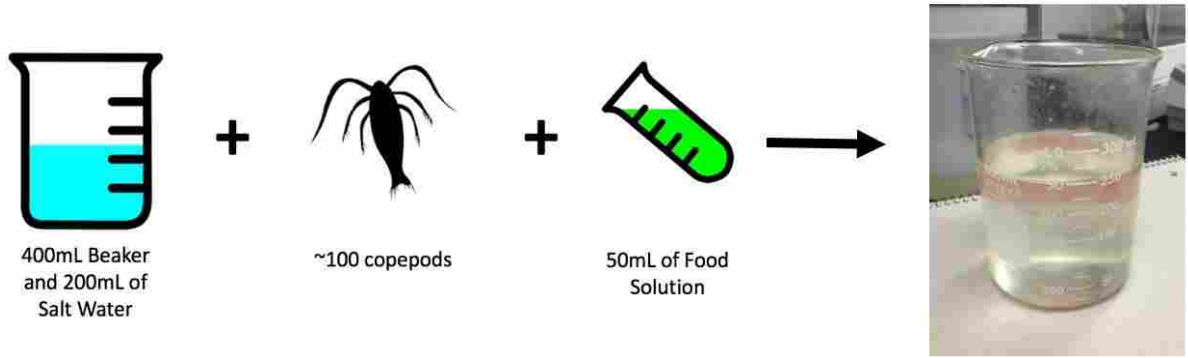 400mL Beaker
and 200mL of
Salt Water
~100 copepods
50mL of Food
Solution